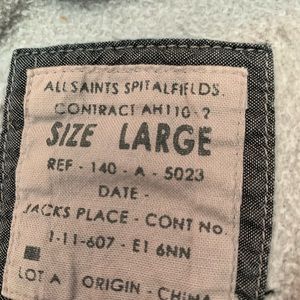 ALLSAINTS SPITALFIELDS.
CONTRACT AH110-2
SIZE LARGE
REF - 140 - A - 5023
DATE -
JACKS PLACE - CONT NO.
1-11-607 - E1 6NN
LOT A ORIGIN - CHINA